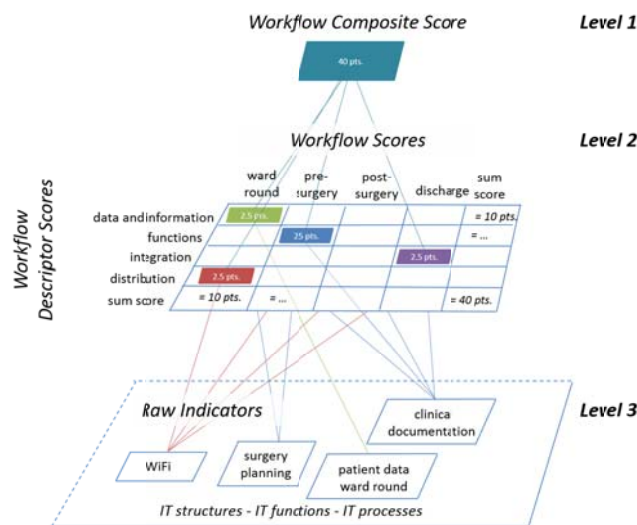 Workflow Composite Score
Level 1
40 pts.
Workflow Scores
Level 2
ward round
pre-surgery
post-surgery
discharge
sum score
Workflow Descriptor Scores
data and information
2.5 pts.
= 10 pts.
functions
25 pts.
= ...
integration
2.5 pts.
distribution
2.5 pts.
sum score
= 10 pts.
= ...
= 40 pts.
Raw Indicators
Level 3
clinica
documentation
WiFi
surgery
planning
patient data
ward round
IT structures - IT functions - IT processes